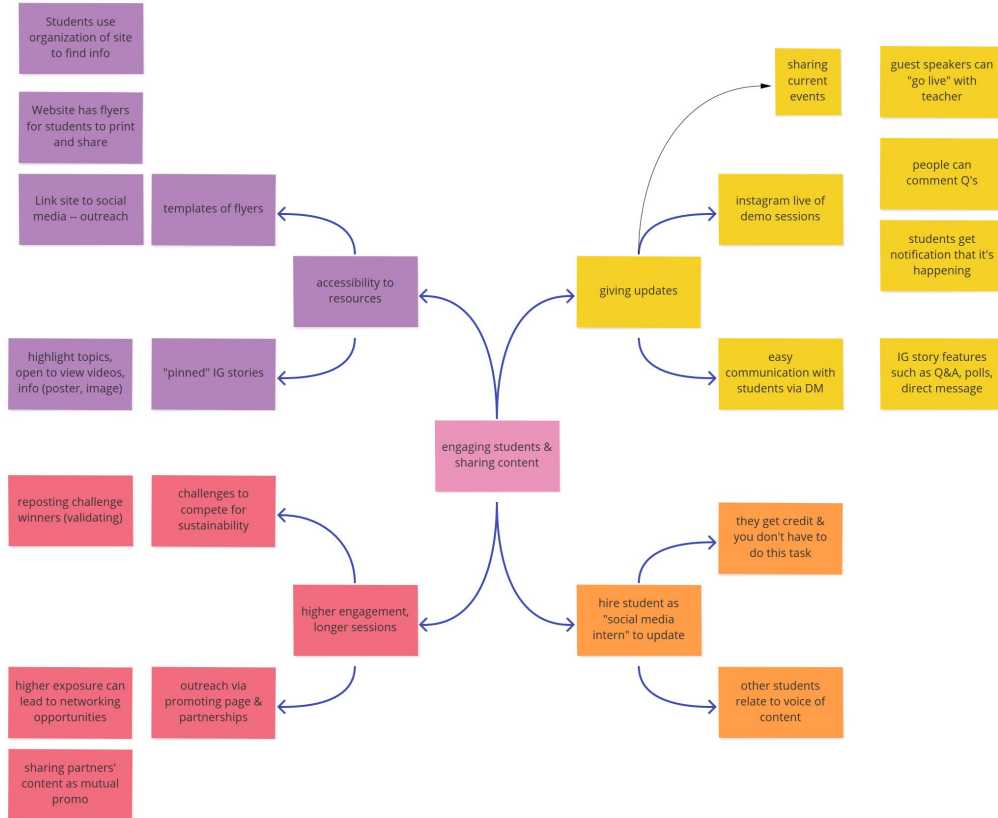 Students use
organization of site
to find info
Website has flyers
for students to print
and share
Link site to social
media -- outreach
templates of flyers
accessibility to
resources
highlight topics,
open to view videos,
info (poster, image)
"pinned" IG stories
sharing
current
events
guest speakers can
"go live" with
teacher
people can
comment Q's
instagram live of
demo sessions
students get
notification that it's
happening
giving updates
easy
communication with
students via DM
IG story features
such as Q&A, polls,
direct message
engaging students &
sharing content
reposting challenge
winners (validating)
challenges to
compete for
sustainability
higher engagement,
longer sessions
higher exposure can
lead to networking
opportunities
outreach via
promoting page &
partnerships
sharing partners'
content as mutual
promo
they get credit &
you don't have to
do this task
hire student as
"social media
intern" to update
other students
relate to voice of
content